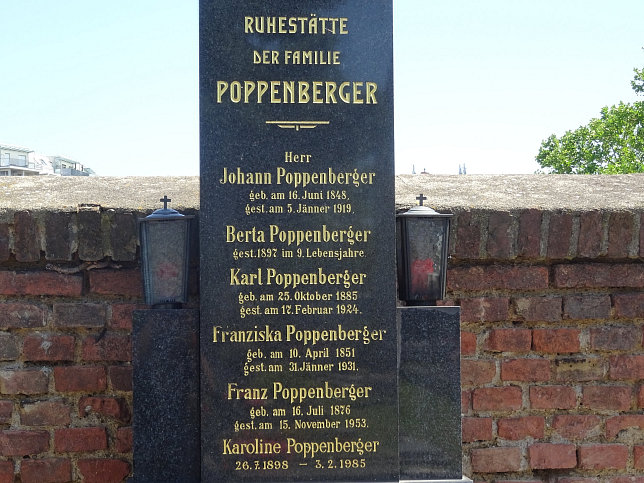 RUHESTÄTTE
DER FAMILIE
POPPENBERGER
Herr
Johann Poppenberger
geb. am 16. Juni 1848,
gest. am 5. Jänner 1919.
Berta Poppenberger
gest. 1897 im 9. Lebensjahre.
Karl Poppenberger
geb. am 25. Oktober 1885
gest. am 17. Februar 1924.
Franziska Poppenberger
geb. am 10. April 1851
gest. am 31. Jänner 1931.
Franz Poppenberger
geb. am 16. Juli 1876
gest. am 15. November 1953.
Karoline Poppenberger
26.7.1898 – 3.2.1985